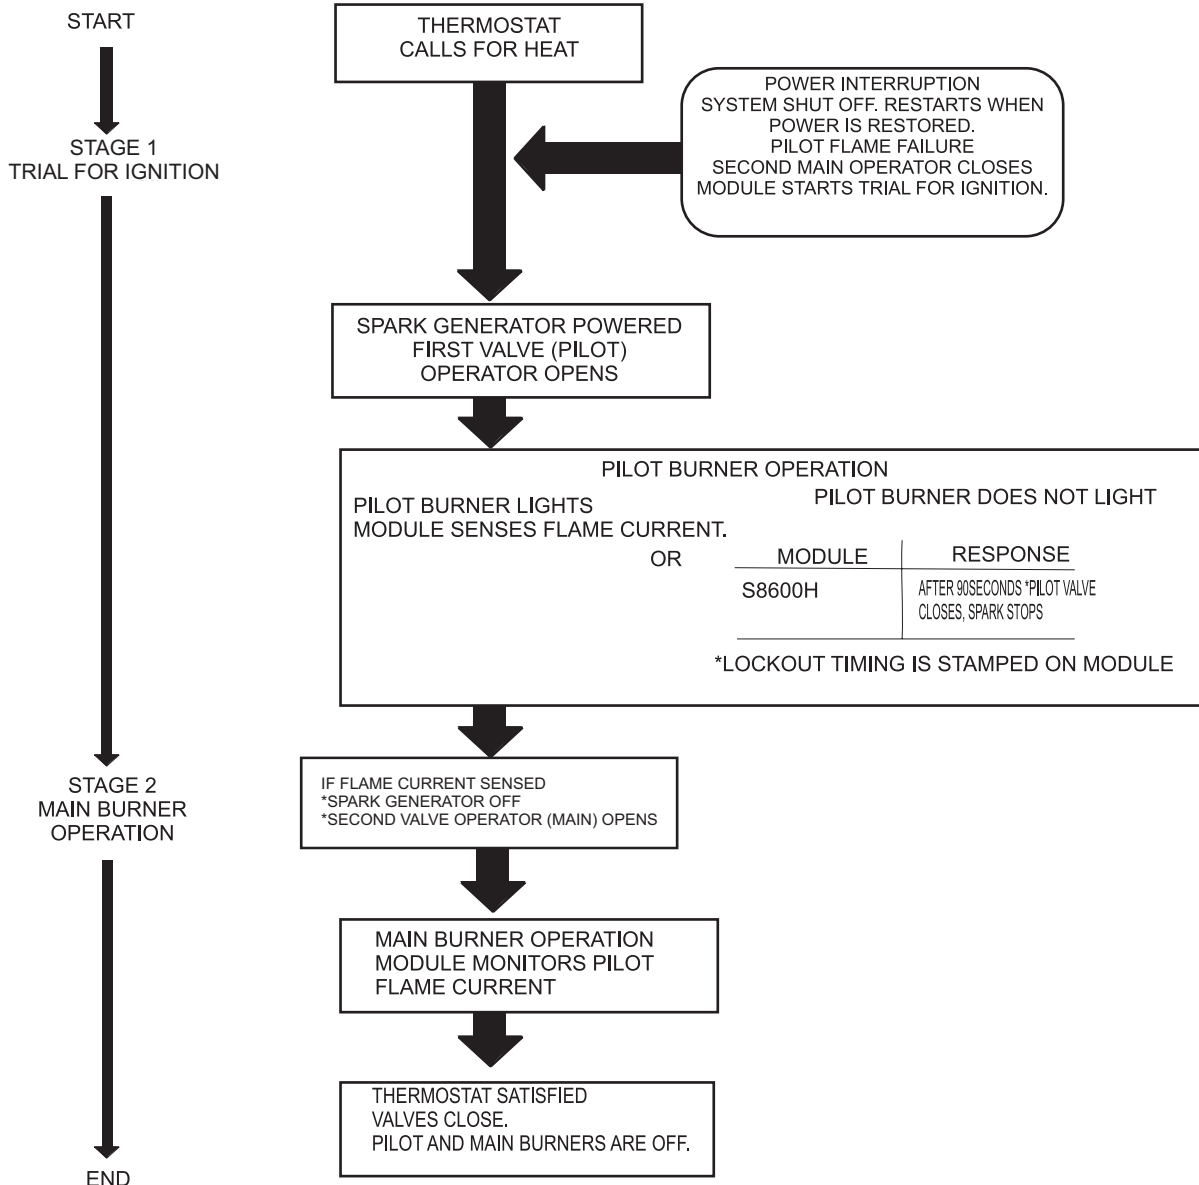 START
STAGE 1
TRIAL FOR IGNITION
STAGE 2
MAIN BURNER
OPERATION
END
THERMOSTAT
CALLS FOR HEAT
POWER INTERRUPTION
SYSTEM SHUT OFF. RESTARTS WHEN
POWER IS RESTORED.
PILOT FLAME FAILURE
SECOND MAIN OPERATOR CLOSES
MODULE STARTS TRIAL FOR IGNITION.
SPARK GENERATOR POWERED
FIRST VALVE (PILOT)
OPERATOR OPENS
PILOT BURNER OPERATION
PILOT BURNER LIGHTS
MODULE SENSES FLAME CURRENT.
OR
PILOT BURNER DOES NOT LIGHT
MODULE RESPONSE
S8600H AFTER 90SECONDS *PILOT VALVE
CLOSES, SPARK STOPS
*LOCKOUT TIMING IS STAMPED ON MODULE
IF FLAME CURRENT SENSED
*SPARK GENERATOR OFF
*SECOND VALVE OPERATOR (MAIN) OPENS
MAIN BURNER OPERATION
MODULE MONITORS PILOT
FLAME CURRENT
THERMOSTAT SATISFIED
VALVES CLOSE.
PILOT AND MAIN BURNERS ARE OFF.